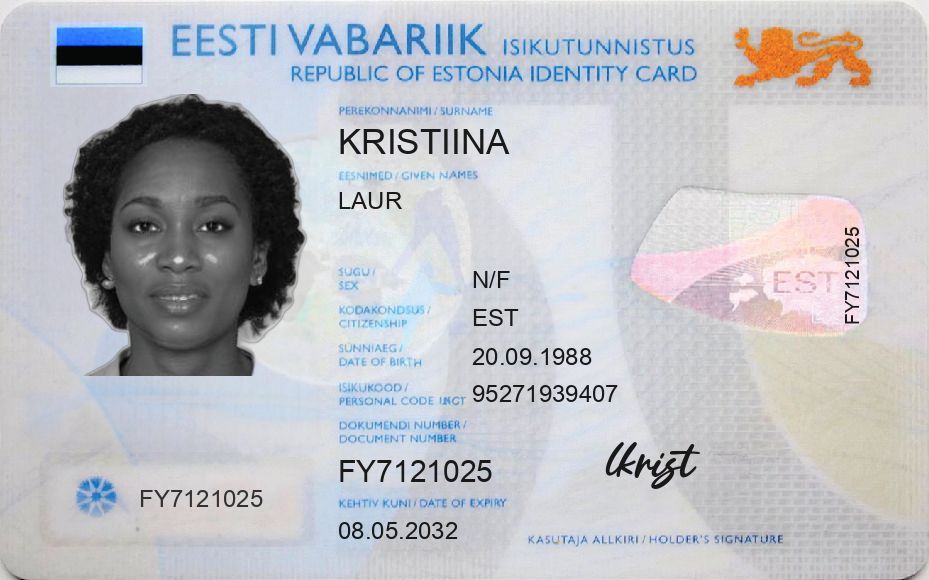 EESTI VABARIIK ISIKUTUNNISTUS
REPUBLIC OF ESTONIA IDENTITY CARD
PEREKONNANIMI / SURNAME
KRISTIINA
EESNIMED / GIVEN NAMES
LAUR
SUGU /
SEX
N/F
KODAKONDSUS /
CITIZENSHIP
EST
SÜNNIAEG /
DATE OF BIRTH
20.09.1988
ISIKUKOOD /
PERSONAL CODE
95271939407
DOKUMENDI NUMBER /
DOCUMENT NUMBER
FY7121025
KEHTIV KUNI / DATE OF EXPIRY
08.05.2032
FY7121025
EST
FY7121025
KASUTAJA ALLKIRI / HOLDER'S SIGNATURE